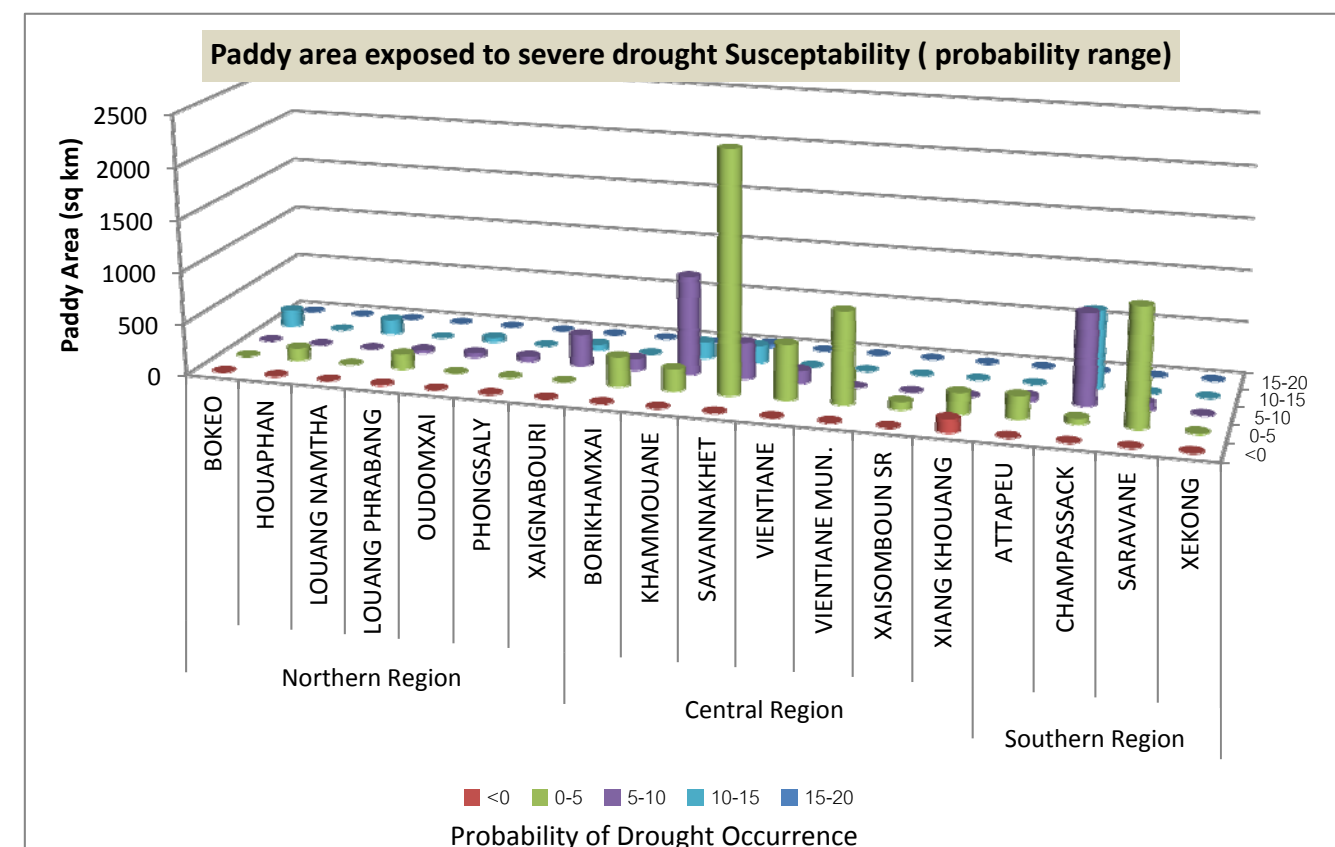 Paddy area exposed to severe drought Susceptability ( probability range)
Paddy Area (sq km)
2500
2000
1500
1000
500
0
15-20
10-15
5-10
0-5
<0
BOKEO
HOUAPHAN
LOUANG NAMTHA
LOUANG PHRABANG
OUDOMXAI
PHONGSALY
XAIGNABOURI
BORIKHAMXAI
KHAMMOUANE
SAVANNAKHET
VIENTIANE
VIENTIANE MUN.
XAISOMBOUN SR
XIANG KHOUANG
ATTAPEU
CHAMPASSACK
SARAVANE
XEKONG
Northern Region
Central Region
Southern Region
<0 0-5 5-10 10-15 15-20
Probability of Drought Occurrence